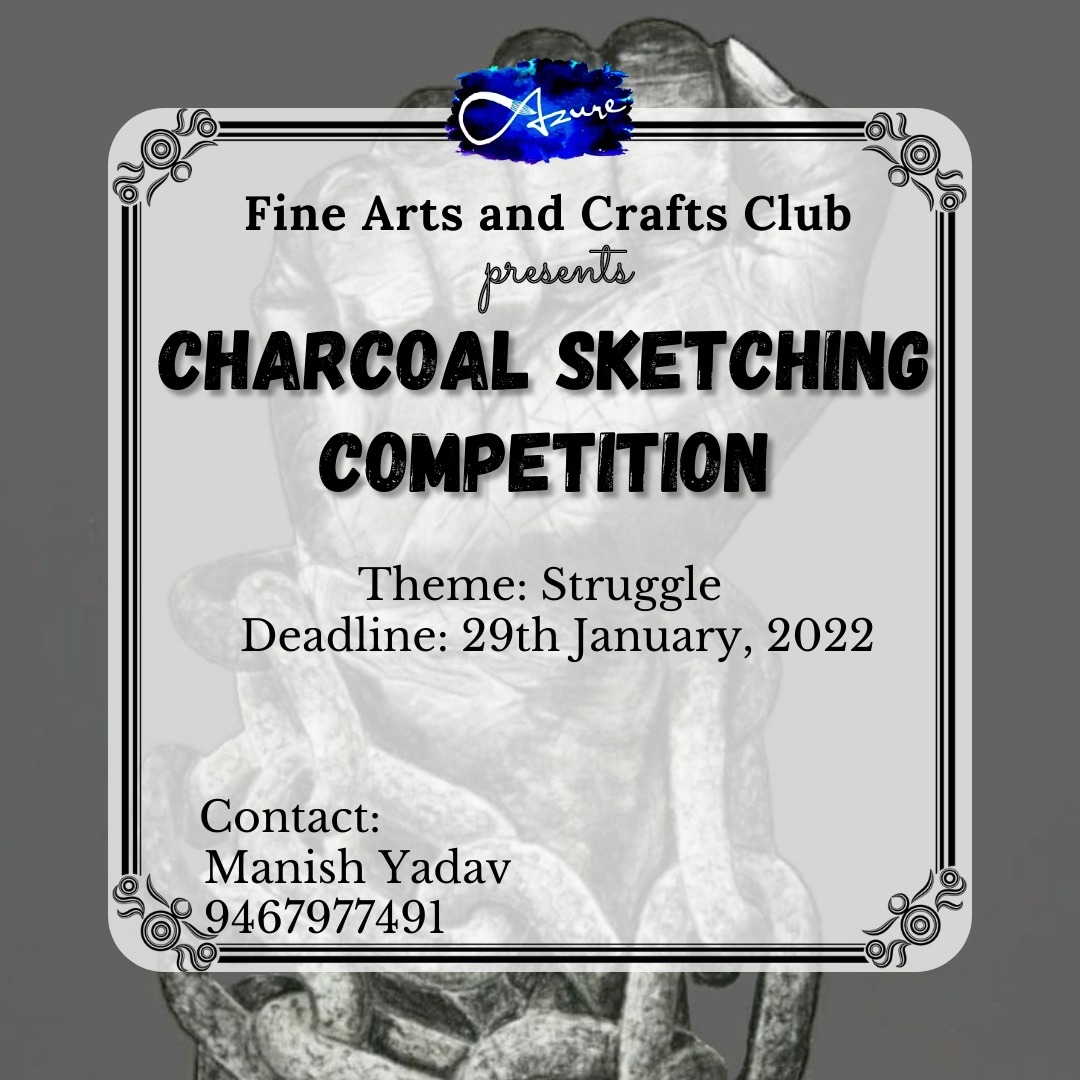 Azure
Fine Arts and Crafts Club
presents
CHARCOAL SKETCHING
COMPETITION
Theme: Struggle
Deadline: 29th January, 2022
Contact:
Manish Yadav
9467977491